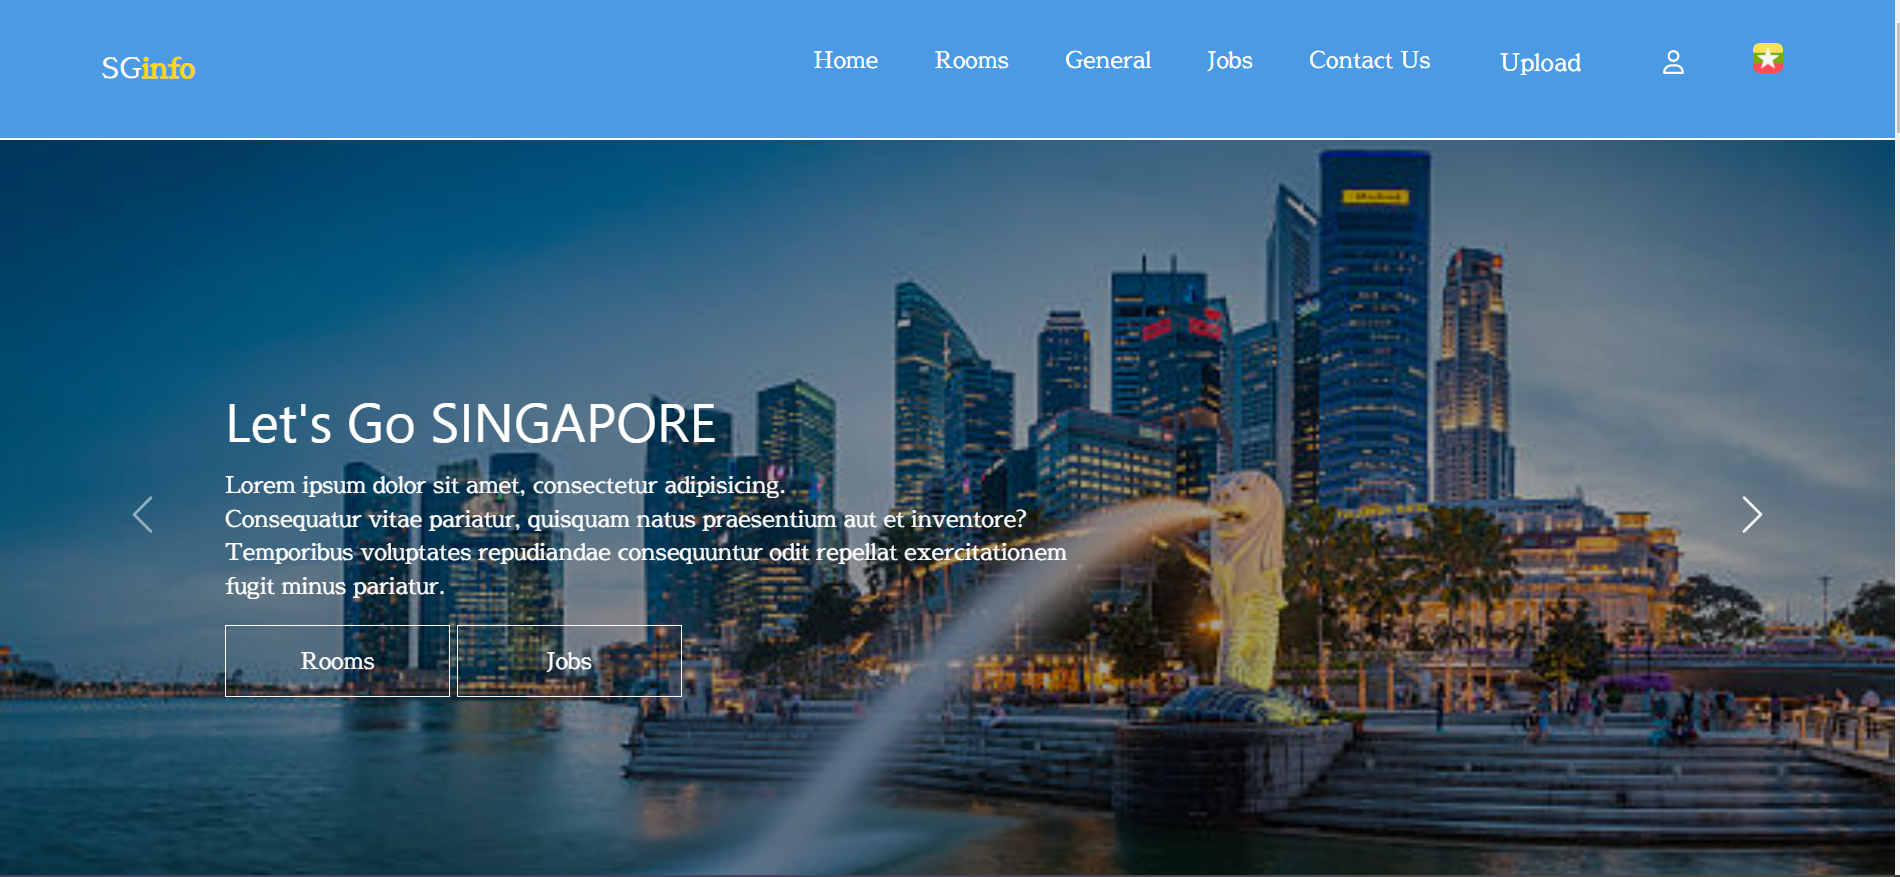 SGinfo
Home Rooms General Jobs Contact Us Upload
Let's Go SINGAPORE
Lorem ipsum dolor sit amet, consectetur adipisicing.
Consequatur vitae pariatur, quisquam natus praesentium aut et inventore?
Temporibus voluptates repudiandae consequuntur odit repellat exercitationem
fugit minus pariatur.
Rooms Jobs